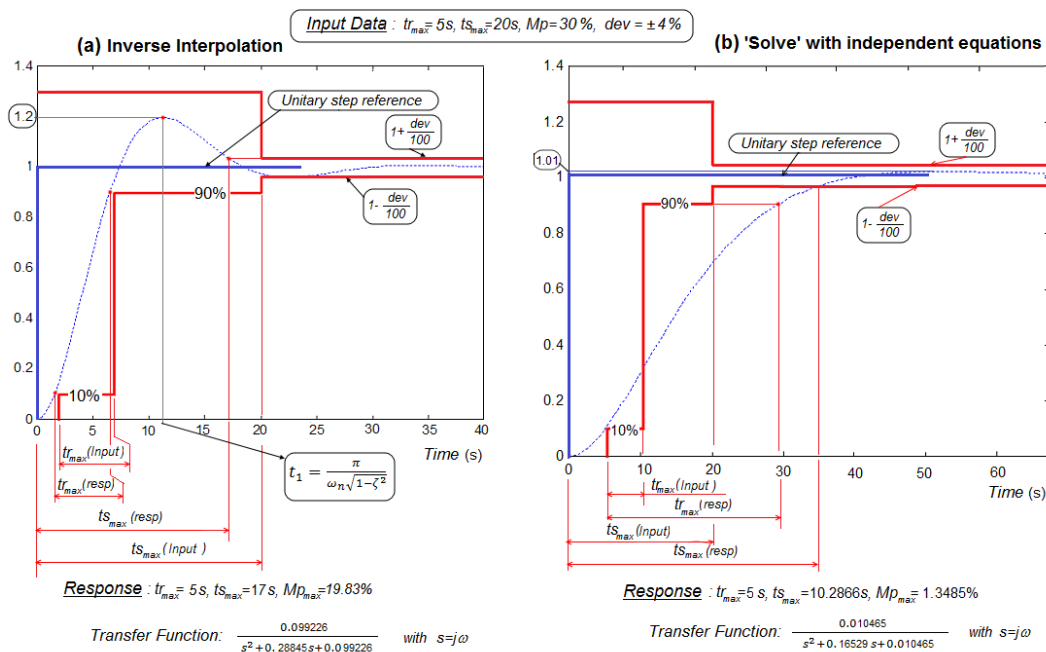 Input Data : tr_max = 5s, ts_max=20s, Mp=30%, dev = ±4%
(a) Inverse Interpolation
1.4
1.2
1
0.8
0.6
0.4
0.2
0
Unitary step reference
1+ dev/100
90%
1- dev/100
10%
0 5 10 15 20 25 30 35 40
Time (s)
tr_max (Input)
tr_max (resp)
t₁ = π / (ω_n √(1−ζ²))
ts_max (resp)
ts_max (Input )
Response : tr_max= 5s, ts_max=17s, Mp_max=19.83%
Transfer Function: 0.099226 / (s² + 0.28845s + 0.099226) with s=jω
(b) 'Solve' with independent equations
1.4
1.2
1.01
1
0.8
0.6
0.4
0.2
0
Unitary step reference
1+ dev/100
90%
1- dev/100
10%
0 10 20 30 40 50 60
Time (s)
tr_max (Input)
tr_max (resp)
ts_max (Input)
ts_max (resp)
Response : tr_max=5s, ts_max=10.2866s, Mp_max= 1.3485%
Transfer Function: 0.010465 / (s² + 0.16529 s + 0.010465) with s=jω